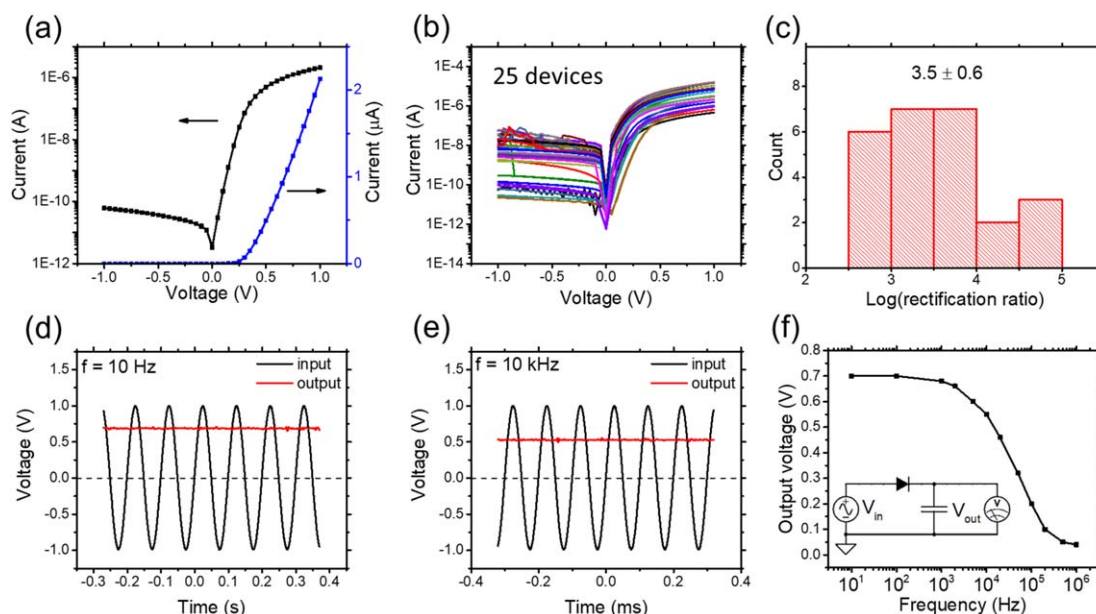 (a)
1E-6
1E-8
1E-10
1E-12
Current (A)
2
1
0
Current (μA)
-1.0 -0.5 0.0 0.5 1.0
Voltage (V)
(b)
25 devices
1E-4
1E-6
1E-8
1E-10
1E-12
1E-14
Current (A)
-1.0 -0.5 0.0 0.5 1.0
Voltage (V)
(c)
3.5 ± 0.6
8
6
4
2
0
Count
2 3 4 5
Log(rectification ratio)
(d)
f = 10 Hz
input
output
1.5
1.0
0.5
0.0
-1.0
Voltage (V)
-0.3 -0.2 -0.1 0.0 0.1 0.2 0.3 0.4
Time (s)
(e)
f = 10 kHz
input
output
1.5
1.0
0.5
0.0
-1.0
Voltage (V)
-0.4 -0.2 0.0 0.2 0.4
Time (ms)
(f)
0.8
0.7
0.6
0.5
0.4
0.3
0.2
0.1
0.0
Output voltage (V)
Vin
Vout
V
10¹ 10² 10³ 10⁴ 10⁵ 10⁶
Frequency (Hz)